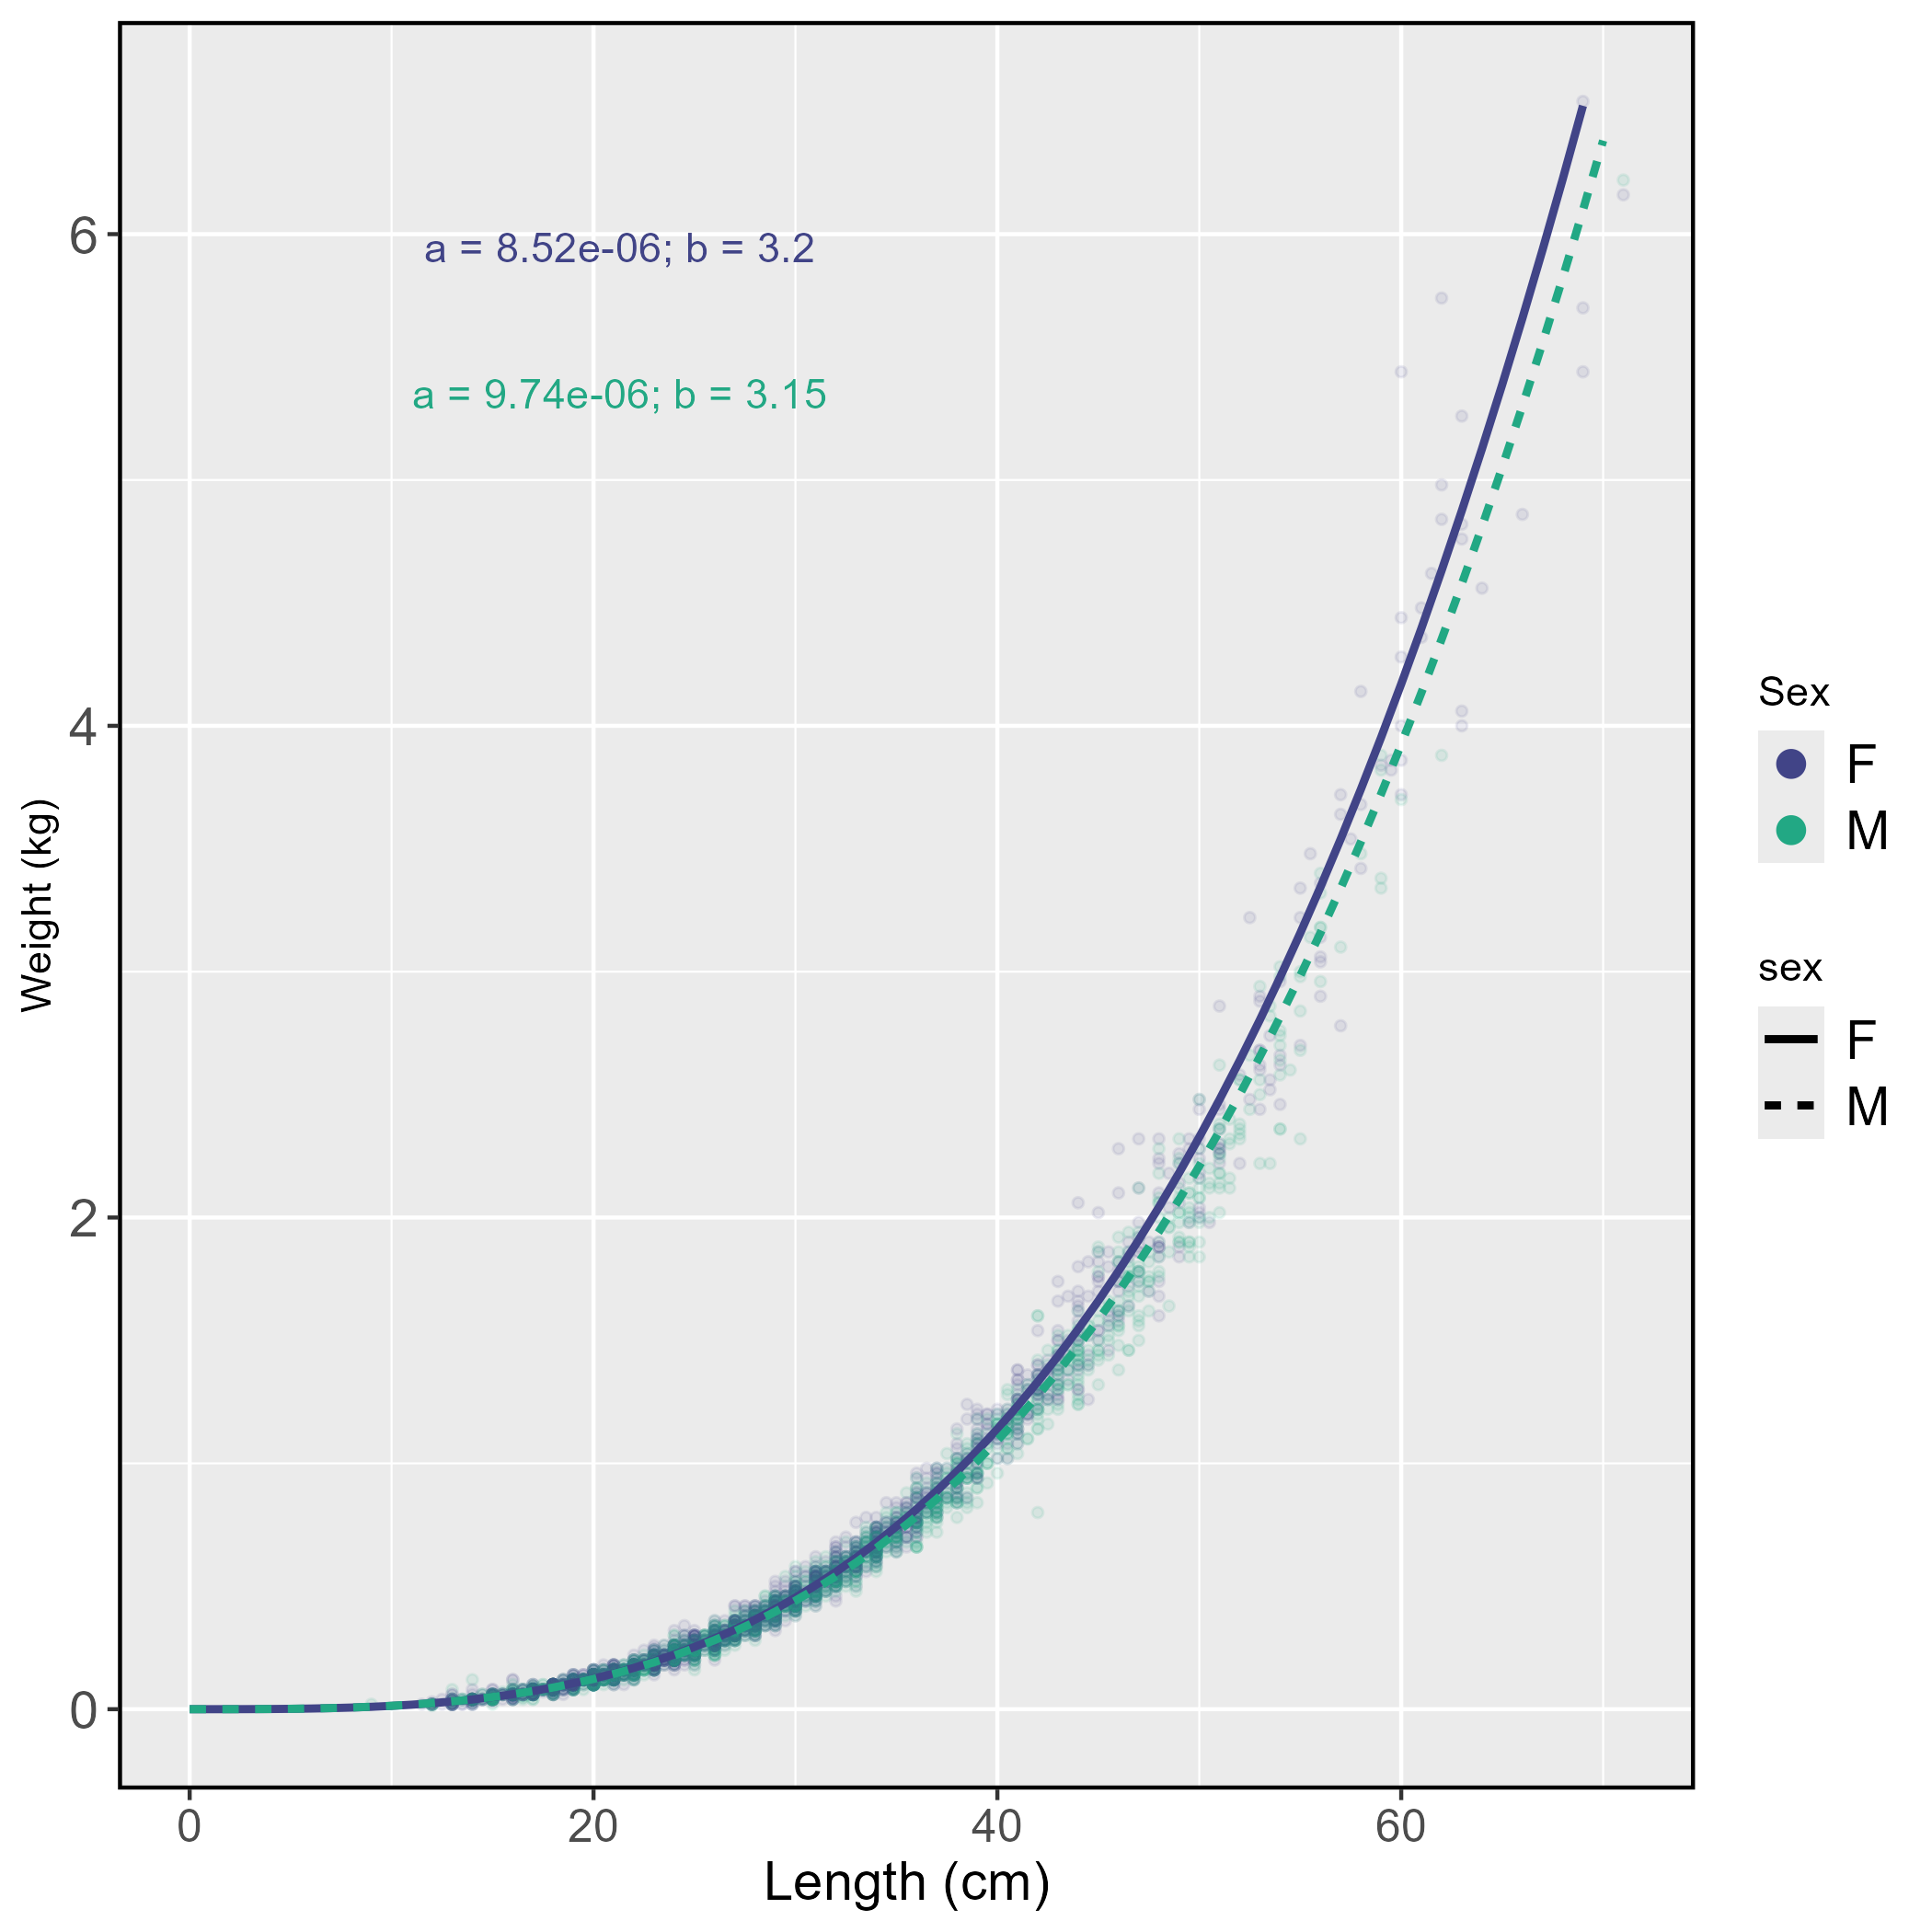 a = 8.52e-06; b = 3.2
a = 9.74e-06; b = 3.15
6
4
2
0
Weight (kg)
0 20 40 60
Length (cm)
Sex
F
M
sex
F
M